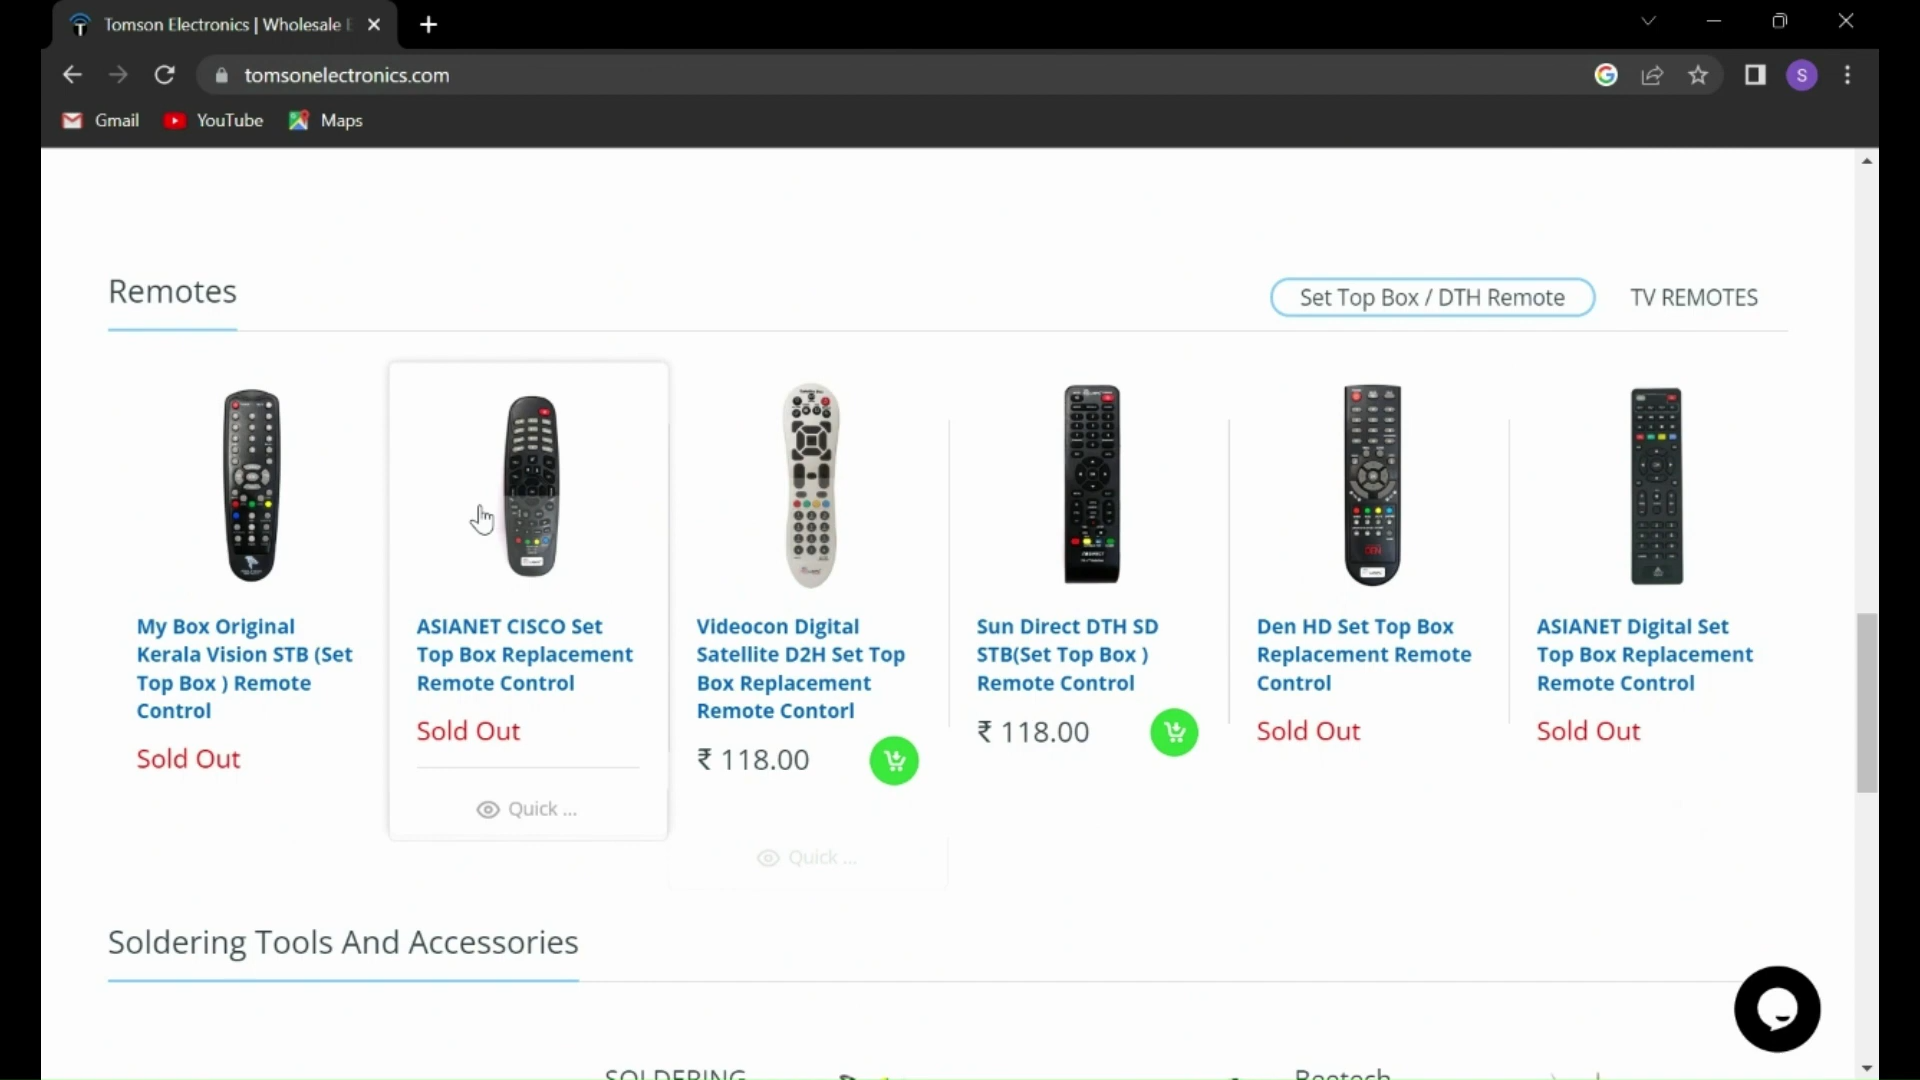 Tomson Electronics | Wholesale
tomsonelectronics.com
S
Gmail
YouTube
Maps
Remotes
Set Top Box / DTH Remote
TV REMOTES
My Box Original
Kerala Vision STB (Set
Top Box ) Remote
Control
Sold Out
ASIANET CISCO Set
Top Box Replacement
Remote Control
Sold Out
Quick ...
Videocon Digital
Satellite D2H Set Top
Box Replacement
Remote Contorl
₹ 118.00
Quick ...
Sun Direct DTH SD
STB(Set Top Box )
Remote Control
₹ 118.00
DEN
Den HD Set Top Box
Replacement Remote
Control
Sold Out
ASIANET Digital Set
Top Box Replacement
Remote Control
Sold Out
Soldering Tools And Accessories
SOLDERING